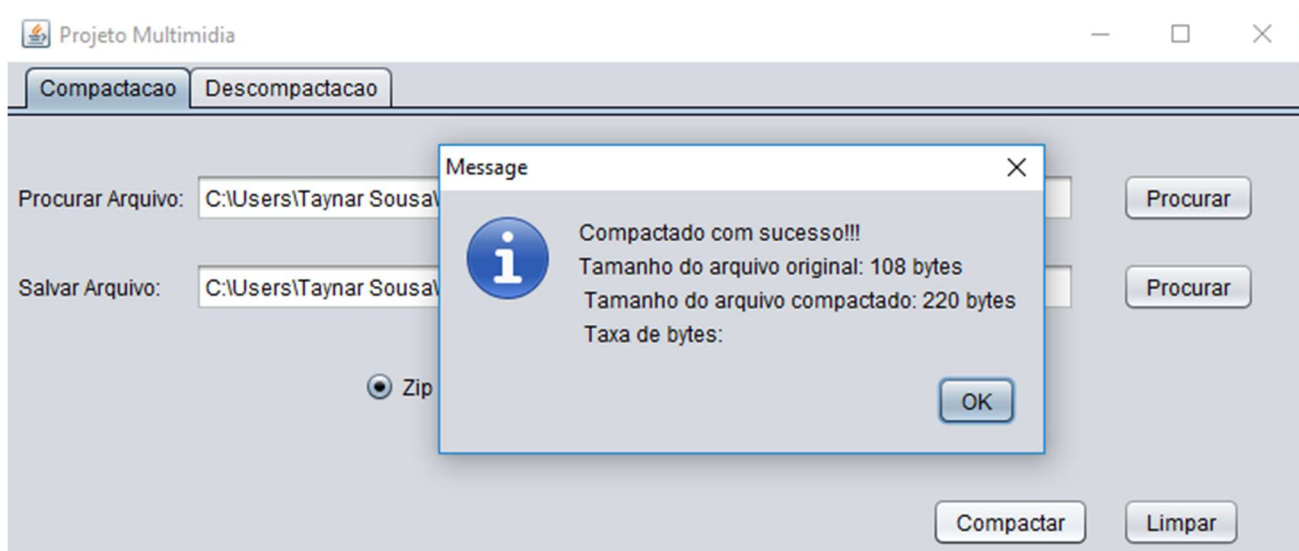 Projeto Multimidia
Compactacao Descompactacao
Message
Procurar Arquivo: C:\Users\Taynar Sousa\ Procurar
Compactado com sucesso!!!
Tamanho do arquivo original: 108 bytes
Salvar Arquivo: C:\Users\Taynar Sousa\ Procurar
Tamanho do arquivo compactado: 220 bytes
Taxa de bytes:
Zip
OK
Compactar Limpar